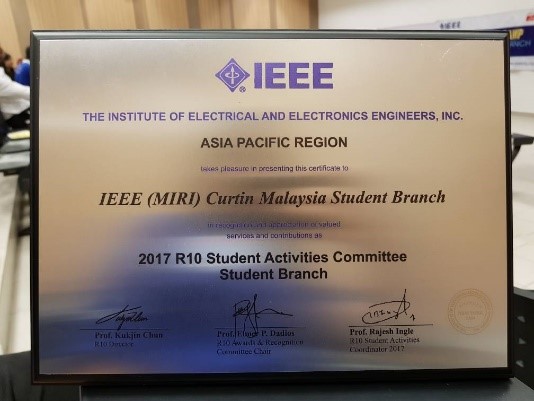 IEEE
THE INSTITUTE OF ELECTRICAL AND ELECTRONICS ENGINEERS, INC.
ASIA PACIFIC REGION
takes pleasure in presenting this certificate to
IEEE (MIRI) Curtin Malaysia Student Branch
in recognition and appreciation of valued
services and contributions as
2017 R10 Student Activities Committee
Student Branch
Prof. Kukjin Chun
R10 Director
Prof. Elmer P. Dadios
R10 Awards & Recognition
Committee Chair
Prof. Rajesh Ingle
R10 Student Activities
Coordinator 2017